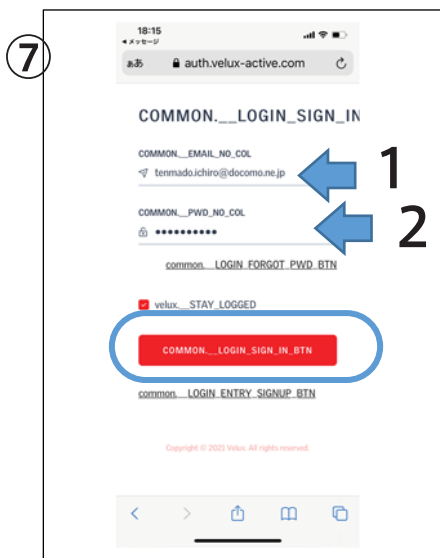 ⑦
18:15
◀ メッセージ
ぁあ auth.velux-active.com
COMMON.__LOGIN_SIGN_IN
COMMON.__EMAIL_NO_COL
tenmado.ichiro@docomo.ne.jp
1
COMMON.__PWD_NO_COL
••••••••••
2
common.__LOGIN_FORGOT_PWD_BTN
velux.__STAY_LOGGED
COMMON.__LOGIN_SIGN_IN_BTN
common.__LOGIN_ENTRY_SIGNUP_BTN
Copyright © 2021 Velux. All rights reserved.